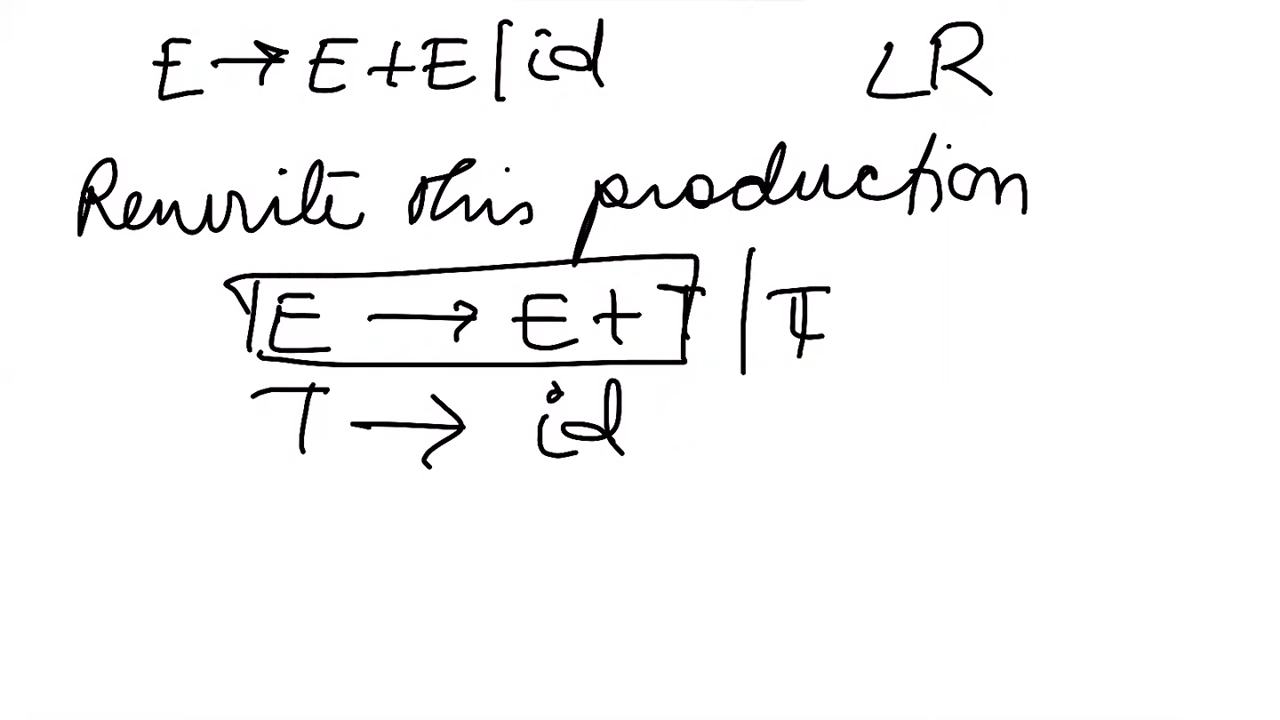 E → E + E | id LR
Rewrite this production
E → E + T | T
T → id